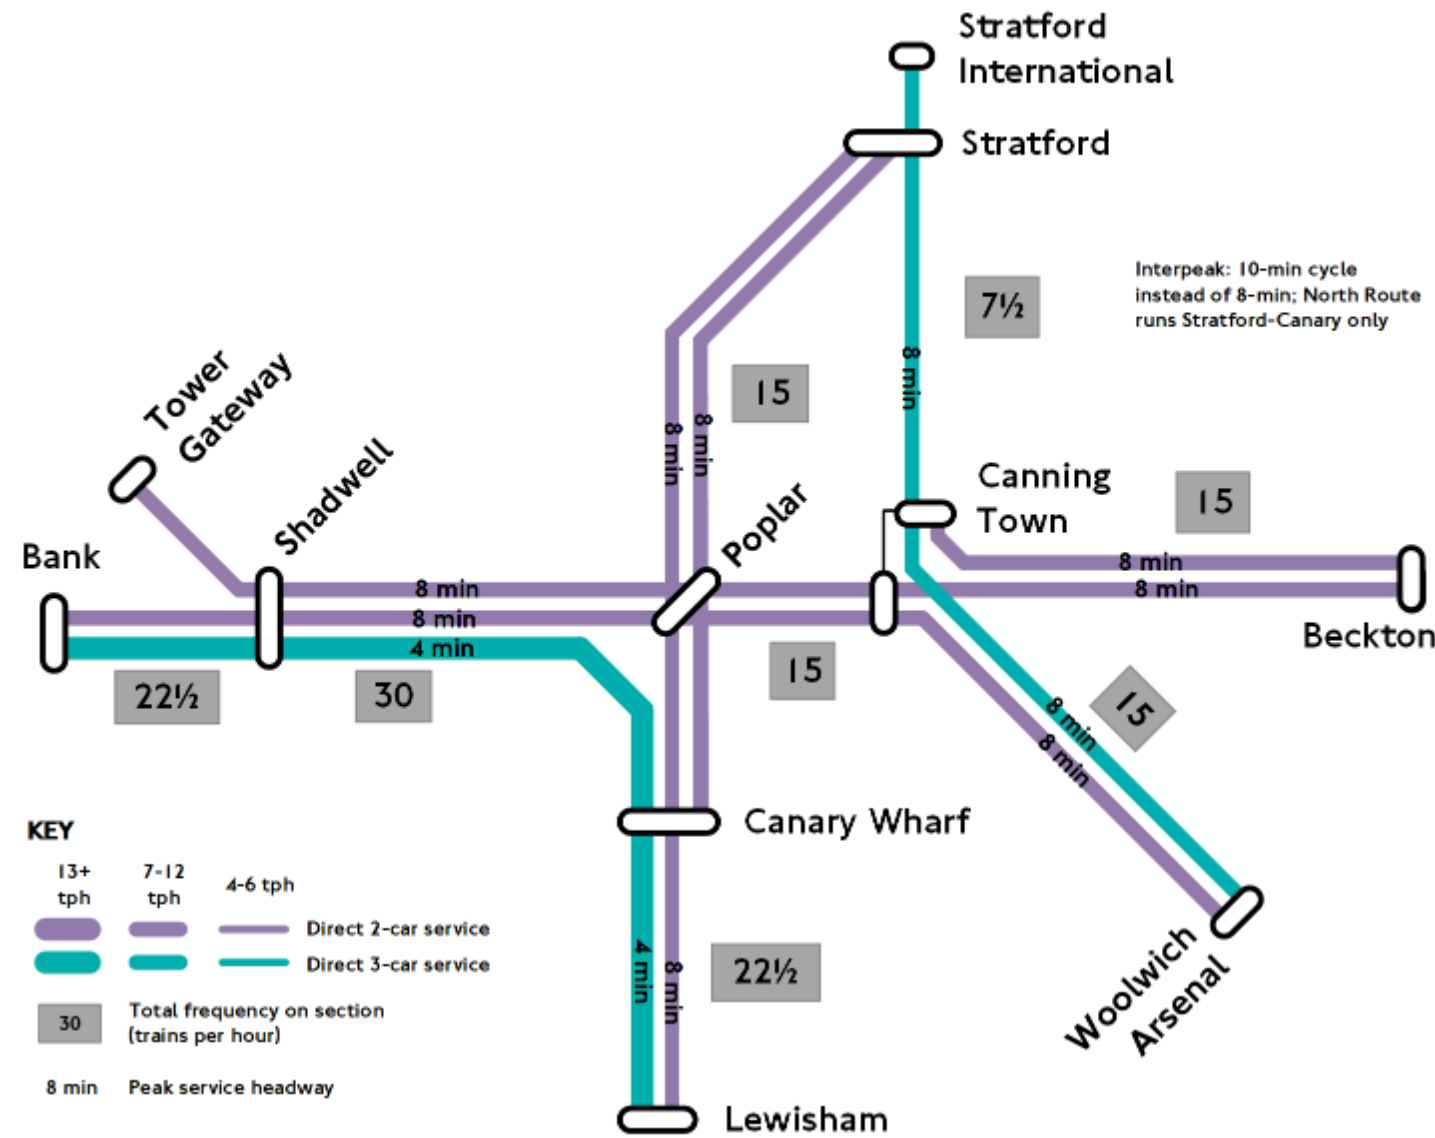 Stratford
International
Stratford
7½
Interpeak: 10-min cycle
instead of 8-min; North Route
runs Stratford-Canary only
8 min
15
8 min
8 min
Tower
Gateway
Shadwell
Bank
Poplar
Canning
Town
15
8 min
8 min
Beckton
8 min
8 min
4 min
22½
30
15
15
8 min
8 min
Canary Wharf
4 min
8 min
22½
Woolwich
Arsenal
Lewisham
KEY
13+
tph
7-12
tph
4-6 tph
Direct 2-car service
Direct 3-car service
30
Total frequency on section
(trains per hour)
8 min
Peak service headway